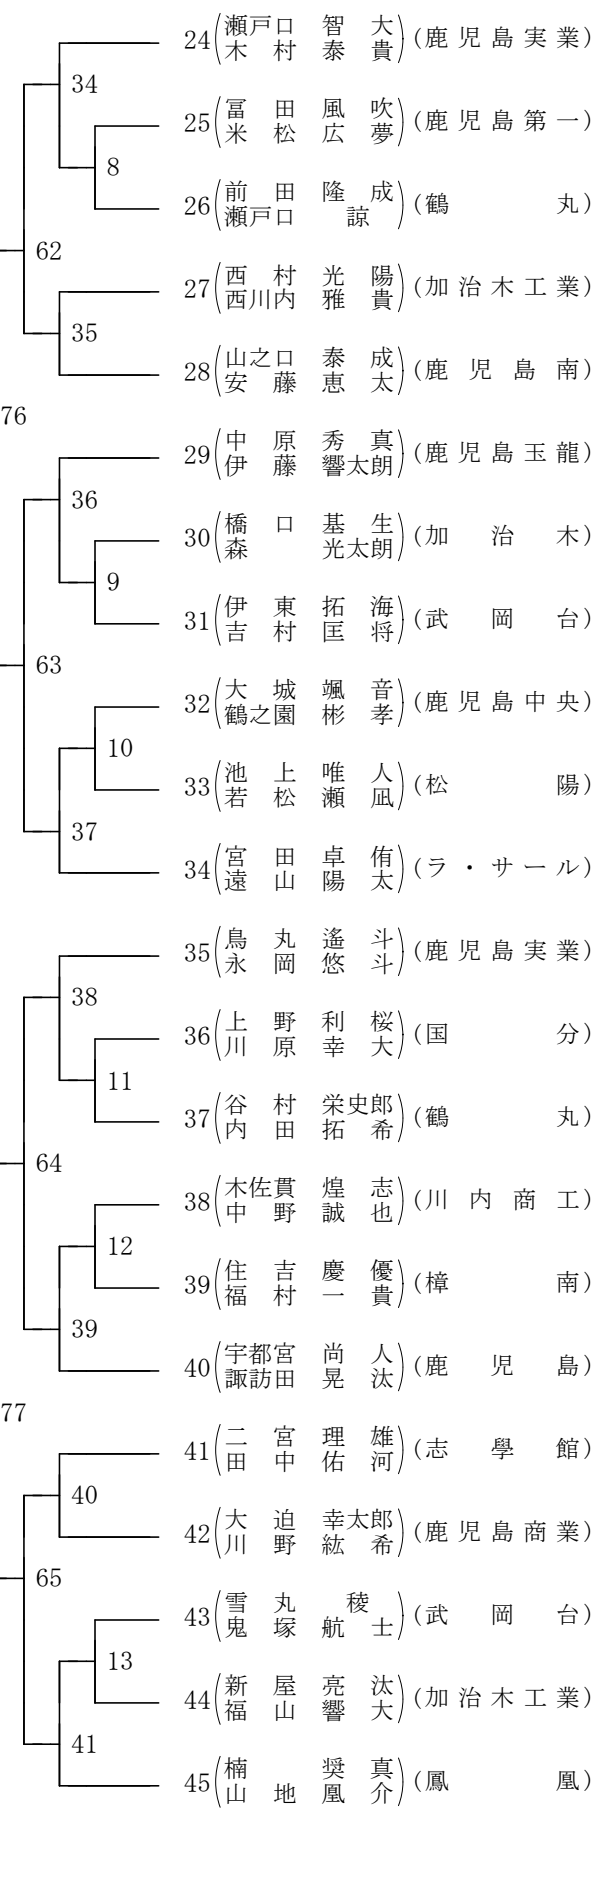 24 瀬戸口 智大 (鹿児島実業)
木村泰貴
34
25 冨田風吹 (鹿児島第一)
米松広夢
8
26 前田隆成 (鶴丸)
瀬戸口 諒
62
27 西村光陽 (加治木工業)
西川内 雅貴
35
28 山之口 泰成 (鹿児島南)
安藤恵太
76
29 中原秀真 (鹿児島玉龍)
伊藤響太朗
36
30 橋口基生 (加治木)
森 光太朗
9
31 伊東拓海 (武岡台)
吉村匡将
63
32 大城颯音 (鹿児島中央)
鶴之園 彬孝
10
33 池上唯人 (松陽)
若松瀬凪
37
34 宮田卓侑 (ラ・サール)
遠山陽太
35 鳥丸遙斗 (鹿児島実業)
永岡悠斗
38
36 上野利桜 (国分)
川原幸大
11
37 谷村栄史郎 (鶴丸)
内田拓希
64
38 木佐貫 煌志 (川内商工)
中野誠也
12
39 住吉慶優 (樟南)
福村一貴
39
40 宇都宮 尚人 (鹿児島)
諏訪田 晃汰
77
41 二宮理雄 (志學館)
田中佑河
40
42 大迫幸太郎 (鹿児島商業)
川野紘希
65
43 雪丸 稜 (武岡台)
鬼塚航士
13
44 新屋亮汰 (加治木工業)
福山響大
41
45 楠 奨真 (鳳凰)
山地凰介